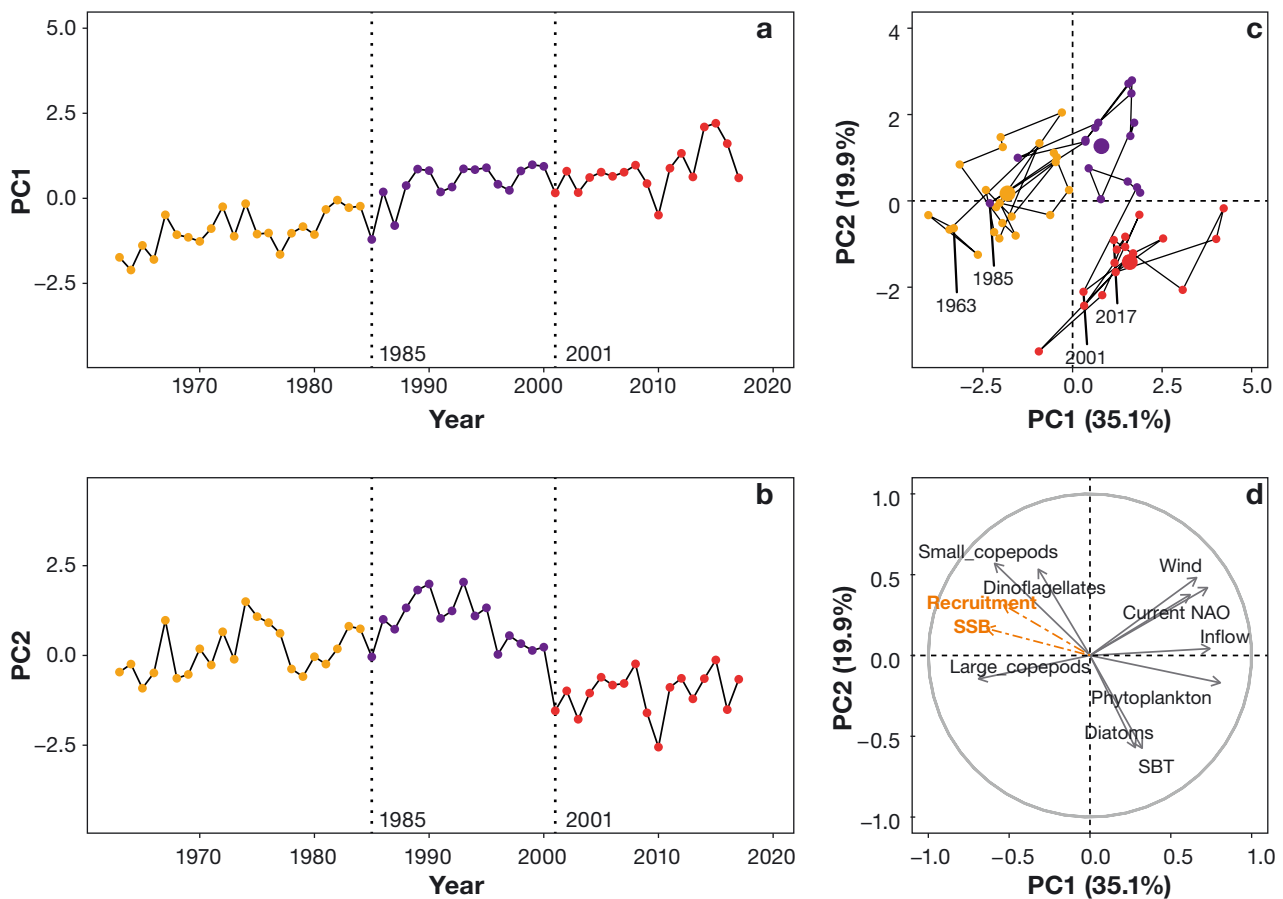 a
5.0
2.5
0.0
−2.5
PC1
1985
2001
1970
1980
1990
2000
2010
2020
Year
c
4
2
0
−2
PC2 (19.9%)
1963
1985
2001
2017
−2.5
0.0
2.5
5.0
PC1 (35.1%)
b
2.5
0.0
−2.5
PC2
1985
2001
1970
1980
1990
2000
2010
2020
Year
d
1.0
0.5
0.0
−0.5
−1.0
PC2 (19.9%)
Small_copepods
Wind
Dinoflagellates
Recruitment
Current NAO
SSB
Inflow
Large_copepods
Phytoplankton
Diatoms
SBT
−1.0
−0.5
0.0
0.5
1.0
PC1 (35.1%)